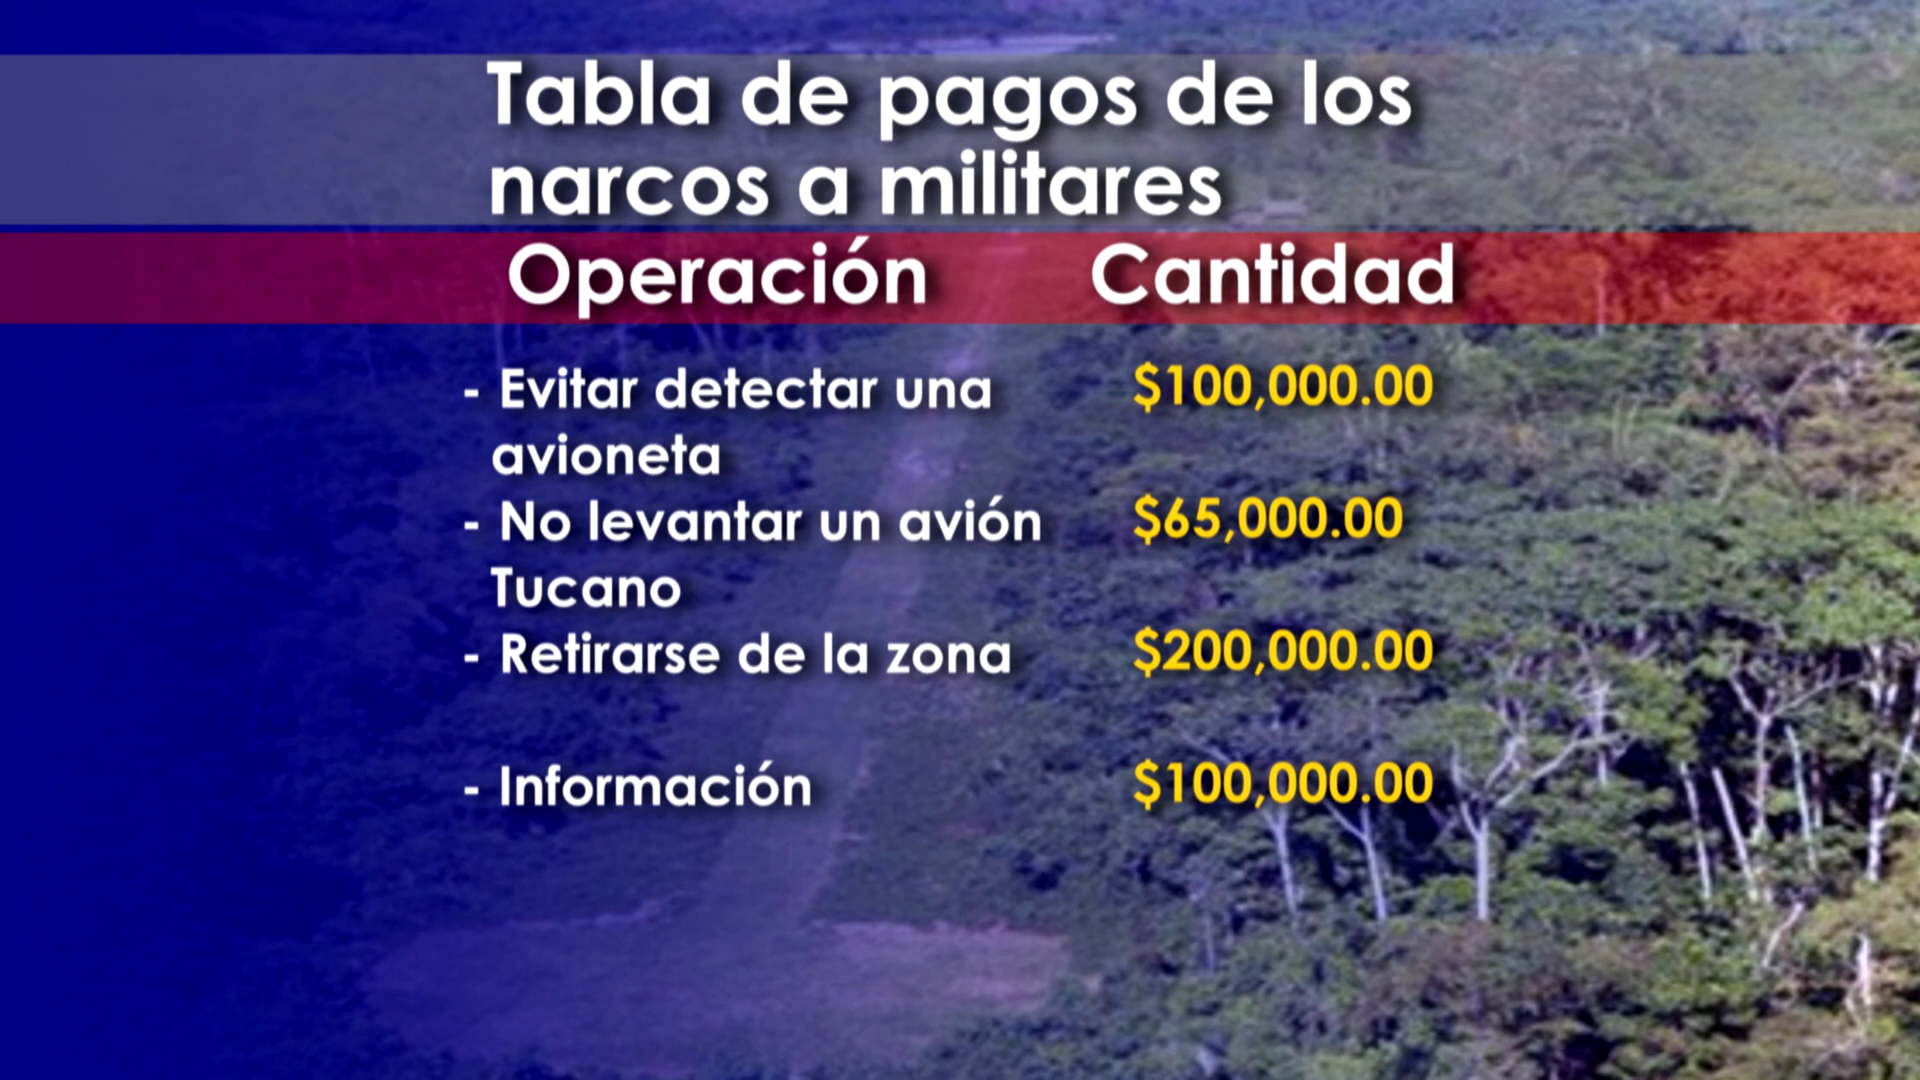 Tabla de pagos de los
narcos a militares
Operación Cantidad
- Evitar detectar una $100,000.00
avioneta
- No levantar un avión $65,000.00
Tucano
- Retirarse de la zona $200,000.00
- Información $100,000.00